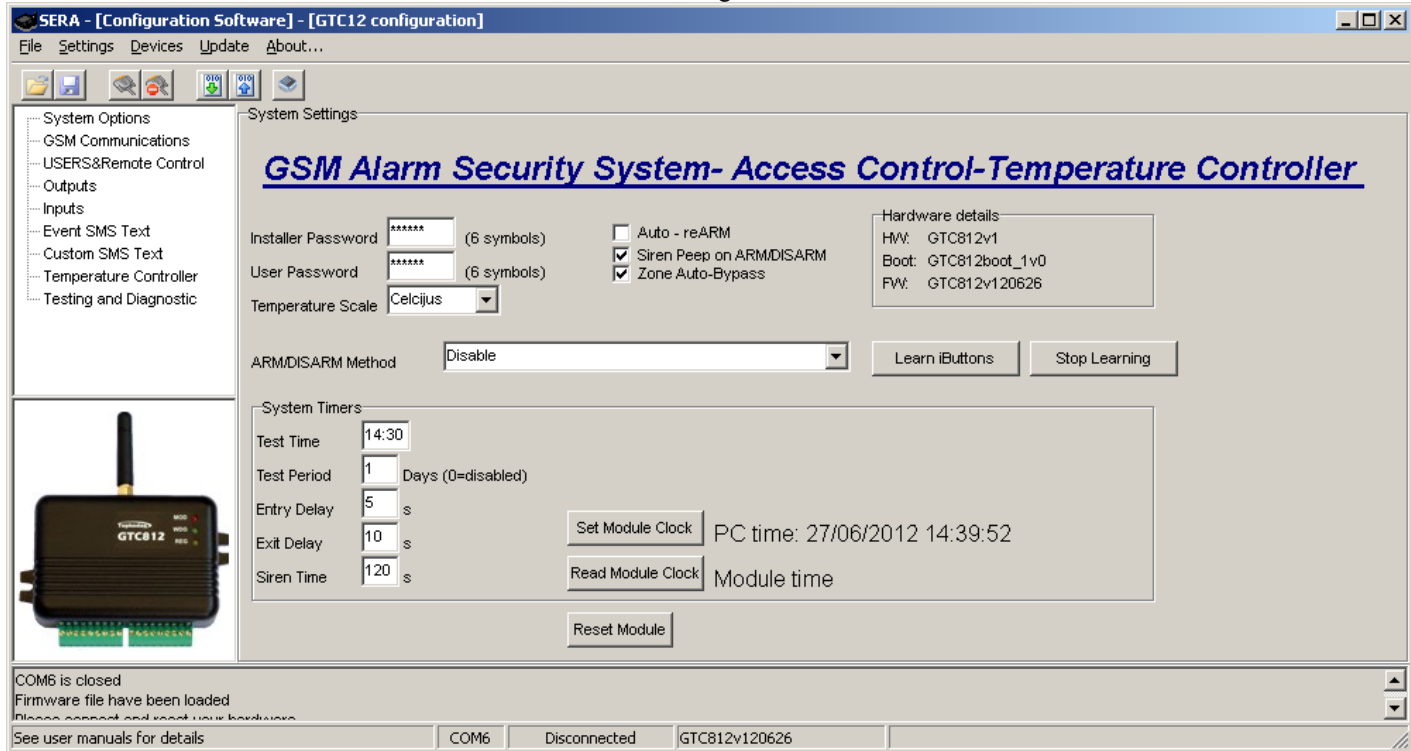 SERA - [Configuration Software] - [GTC12 configuration]
File Settings Devices Update About...
System Options
GSM Communications
USERS&Remote Control
Outputs
Inputs
Event SMS Text
Custom SMS Text
Temperature Controller
Testing and Diagnostic
System Settings
GSM Alarm Security System- Access Control-Temperature Controller
Installer Password ****** (6 symbols)
User Password ****** (6 symbols)
Temperature Scale Celcijus
Auto - reARM
Siren Peep on ARM/DISARM
Zone Auto-Bypass
Hardware details
HW: GTC812v1
Boot: GTC812boot_1v0
FW: GTC812v120626
ARM/DISARM Method Disable Learn iButtons Stop Learning
System Timers
Test Time 14:30
Test Period 1 Days (0=disabled)
Entry Delay 5 s
Exit Delay 10 s
Siren Time 120 s
Set Module Clock PC time: 27/06/2012 14:39:52
Read Module Clock Module time
Reset Module
GTC812
COM6 is closed
Firmware file have been loaded
Please connect and reset your hardware
See user manuals for details COM6 Disconnected GTC812v120626